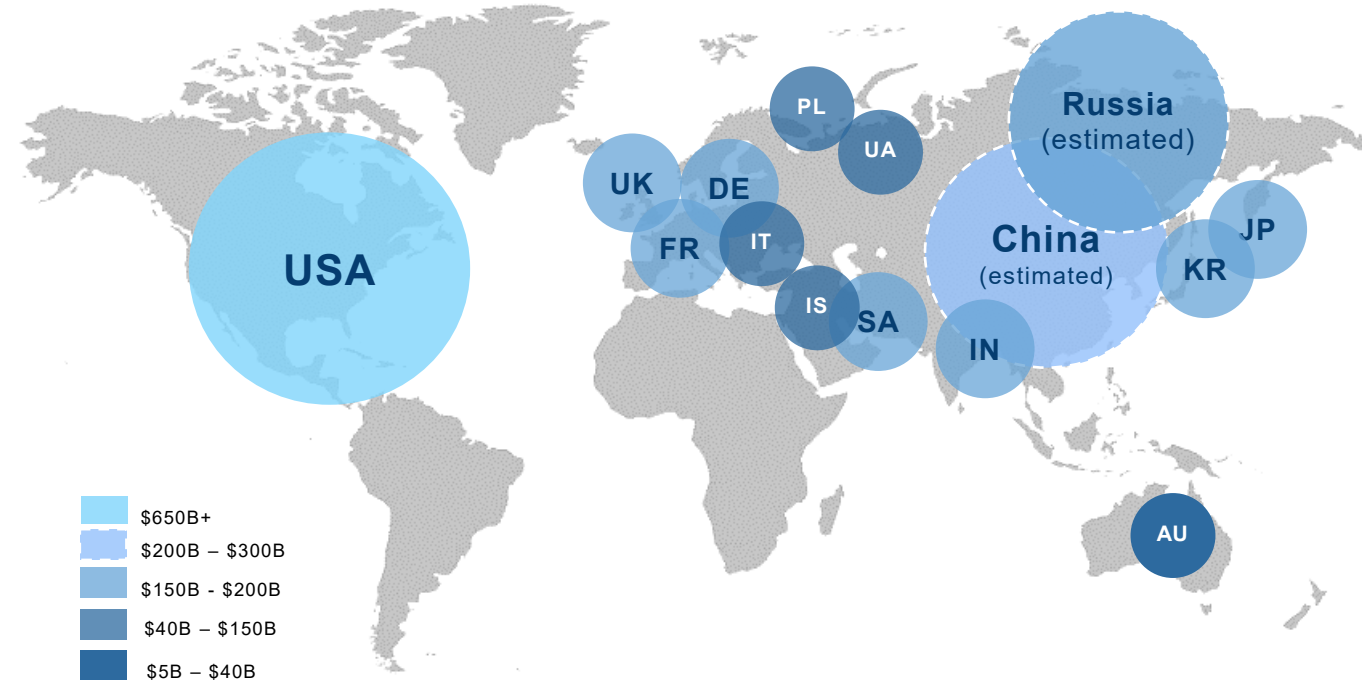 PL
Russia
(estimated)
UA
UK
DE
JP
FR
IT
China
(estimated)
KR
USA
IS
SA
IN
AU
$650B+
$200B – $300B
$150B - $200B
$40B – $150B
$5B – $40B